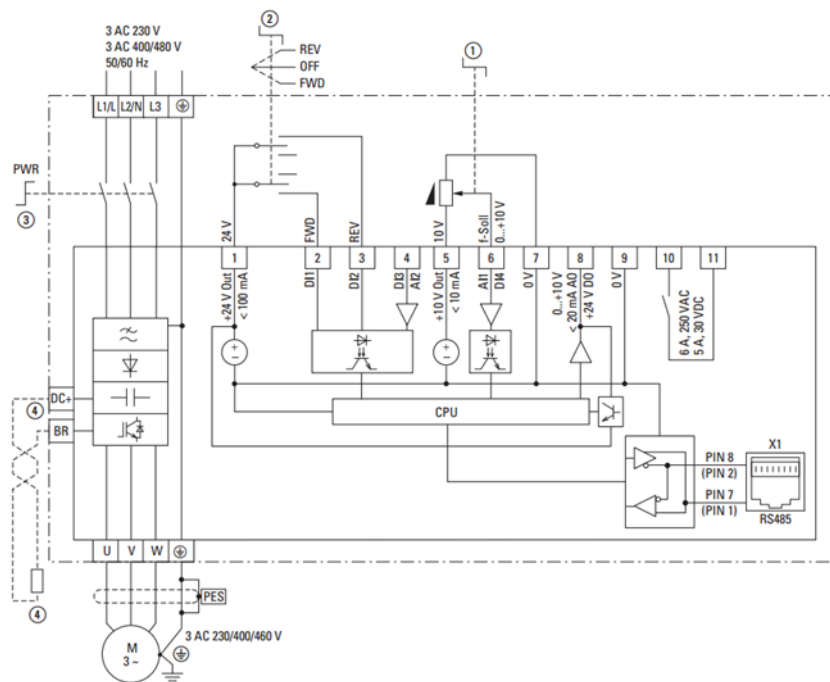 3 AC 230 V
3 AC 400/480 V
50/60 Hz
②
REV
OFF
FWD
①
L1/L
L2/N
L3
PWR
③
24 V
FWD
REV
10 V
f-Soll
0...+10 V
1
2
3
4
5
6
7
8
9
10
11
+24 V Out
< 100 mA
DI1
DI2
DI3
AI2
+10 V Out
< 10 mA
AI1
DI4
0 V
0...+10 V
< 20 mA AO
+24 V DO
0 V
6 A, 250 VAC
5 A, 30 VDC
DC+
④
BR
CPU
X1
PIN 8
(PIN 2)
PIN 7
(PIN 1)
RS485
U
V
W
④
PES
3 AC 230/400/460 V
M
3 ~